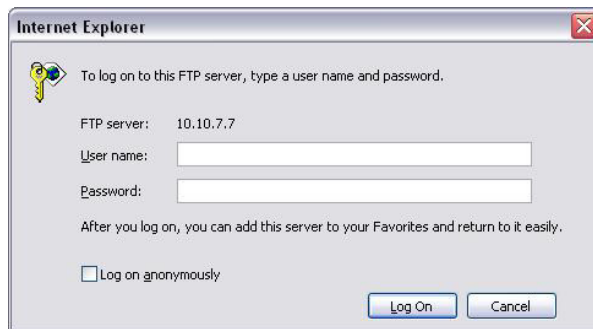 Internet Explorer
To log on to this FTP server, type a user name and password.
FTP server: 10.10.7.7
User name:
Password:
After you log on, you can add this server to your Favorites and return to it easily.
Log on anonymously
Log On Cancel